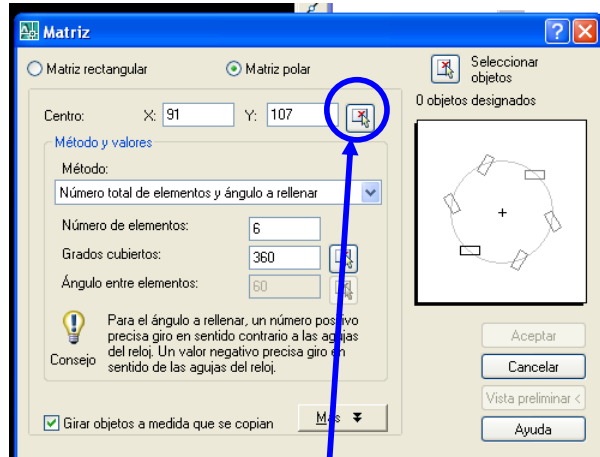 Matriz
Matriz rectangular
Matriz polar
Seleccionar
objetos
0 objetos designados
Centro:
X: 91
Y: 107
Método y valores
Método:
Número total de elementos y ángulo a rellenar
Número de elementos:
6
Grados cubiertos:
360
Ángulo entre elementos:
60
Consejo
Para el ángulo a rellenar, un número positivo
precisa giro en sentido contrario a las agujas
del reloj. Un valor negativo precisa giro en
sentido de las agujas del reloj.
Girar objetos a medida que se copian
Más
Aceptar
Cancelar
Vista preliminar <
Ayuda